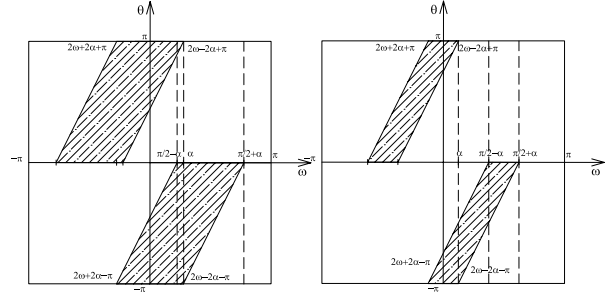 θ
π
2ω+2α+π
2ω−2α+π
−π
π/2−α
α
π/2+α
π
ω
2ω+2α−π
2ω−2α−π
−π
θ
π
2ω+2α+π
2ω−2α+π
−π
α
π/2−α
π/2+α
π
ω
2ω+2α−π
2ω−2α−π
−π